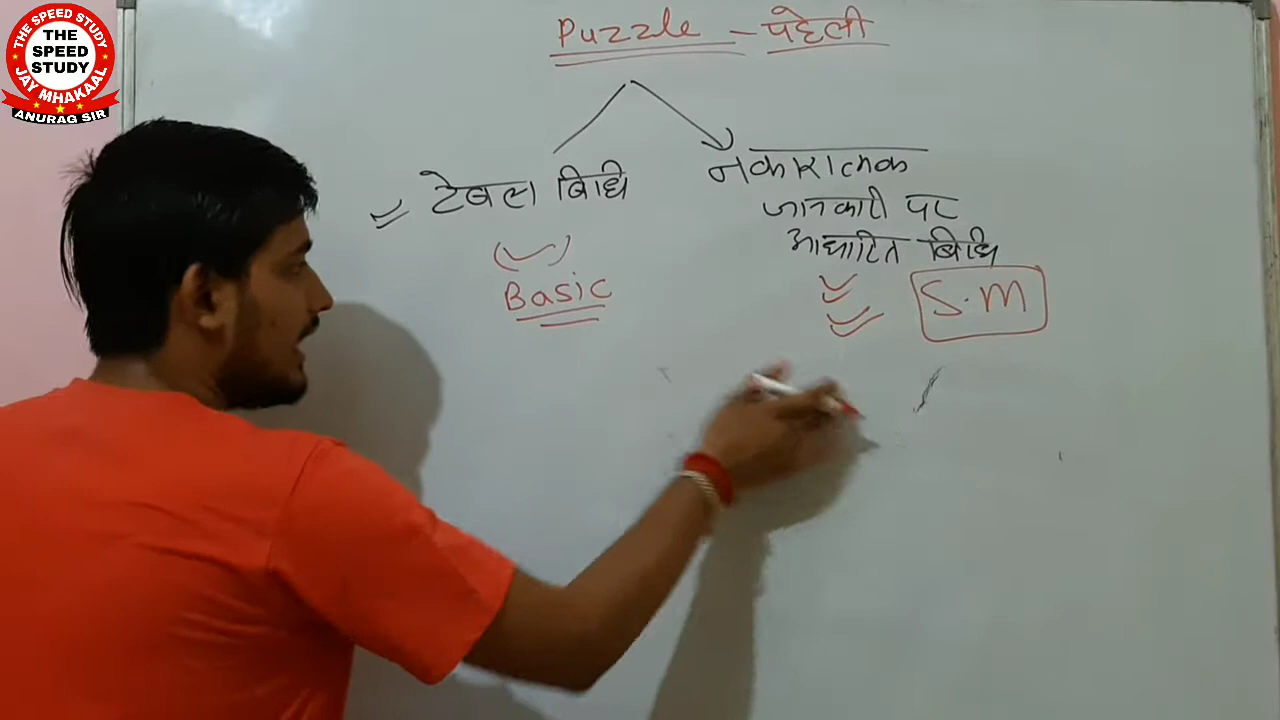 THE SPEED STUDY
THE
SPEED
STUDY
JAY MHAKAAL
ANURAG SIR
Puzzle - पहेली
टेबल बिधि
Basic
नकारात्मक
जानकारी पर
आधारित बिधि
S.M